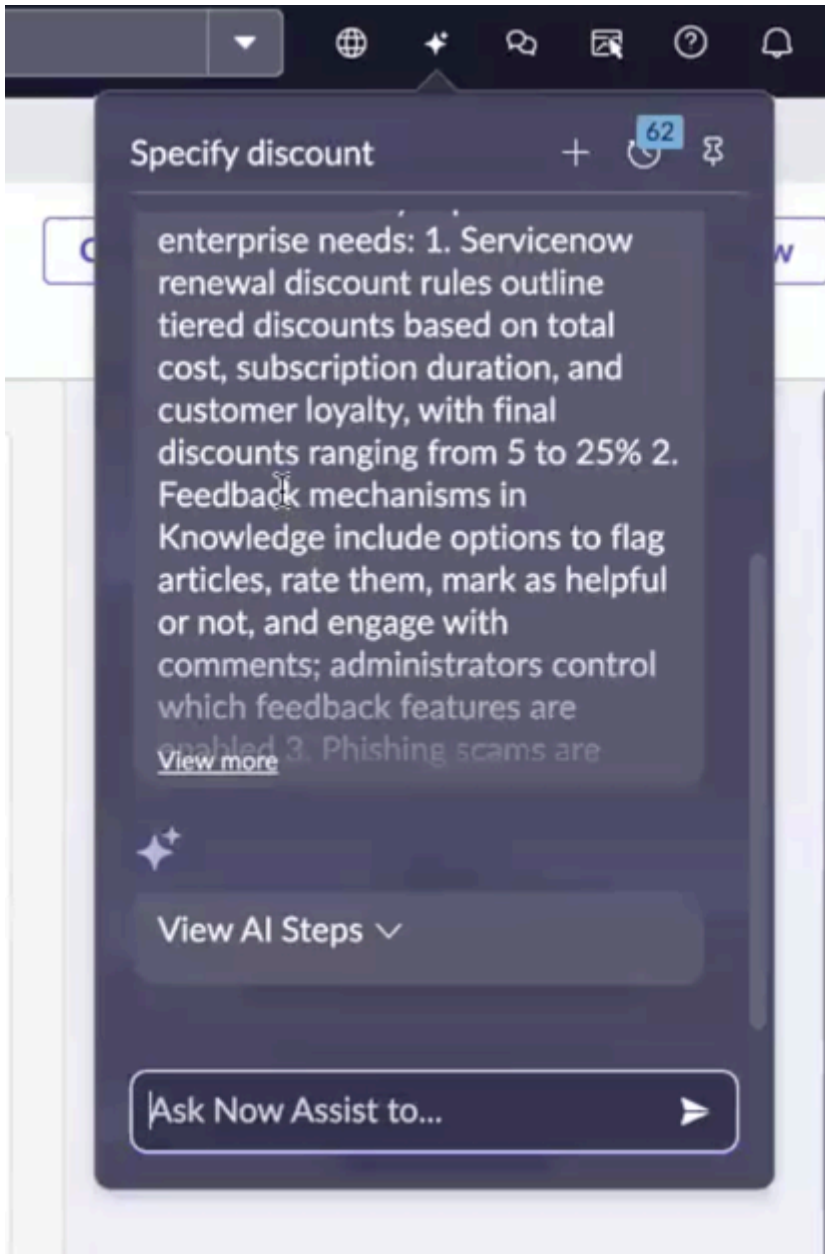 62
Specify discount
enterprise needs: 1. Servicenow
renewal discount rules outline
tiered discounts based on total
cost, subscription duration, and
customer loyalty, with final
discounts ranging from 5 to 25% 2.
Feedback mechanisms in
Knowledge include options to flag
articles, rate them, mark as helpful
or not, and engage with
comments; administrators control
which feedback features are
enabled 3. Phishing scams are
View more
View AI Steps
Ask Now Assist to...